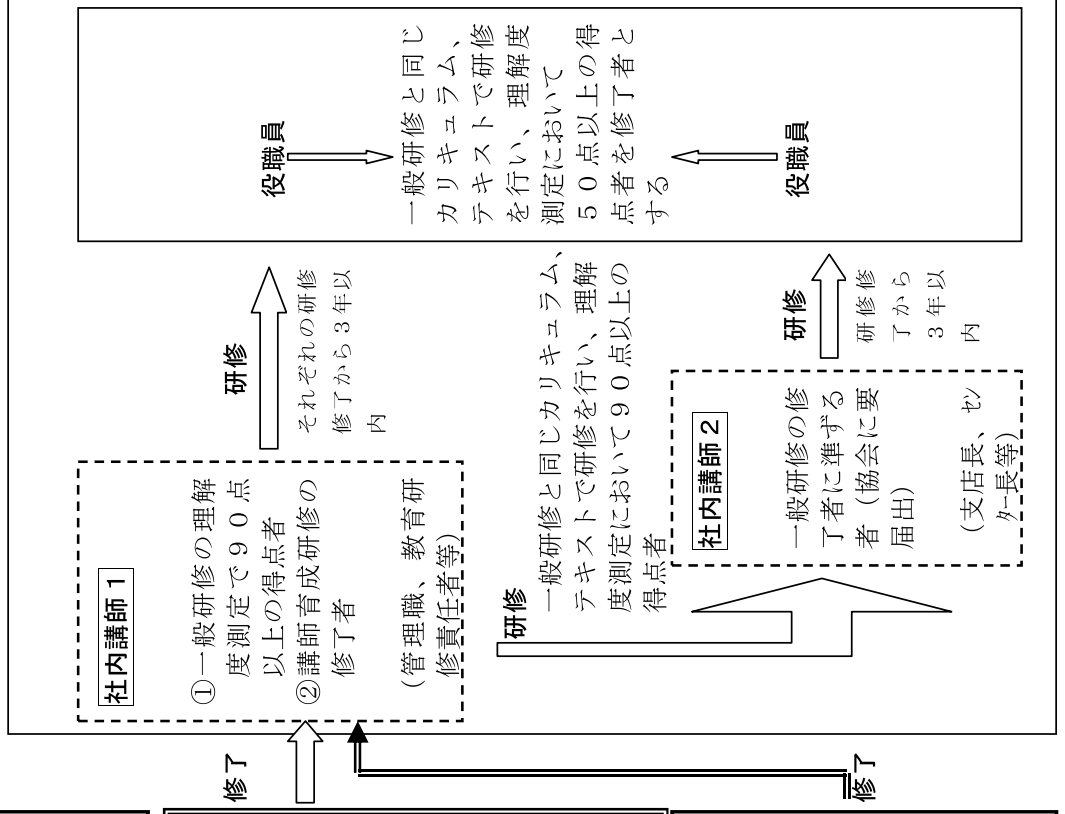 修了
修了
社内講師1
①一般研修の理解
度測定で90点
以上の得点者
②講師育成研修の
修了者
(管理職、教育研
修責任者等)
研修
それぞれの研修
修了から3年以
内
研修
一般研修と同じカリキュラム、
テキストで研修を行い、理解
度測定において90点以上の
得点者
社内講師2
一般研修の修
了者に準ずる
者(協会に要
届出)
(支店長、セン
ター長等)
研修
研修修
了から
3年以
内
役職員
一般研修と同じ
カリキュラム、
テキストで研修
を行い、理解度
測定において
50点以上の得
点者を修了者と
する
役職員